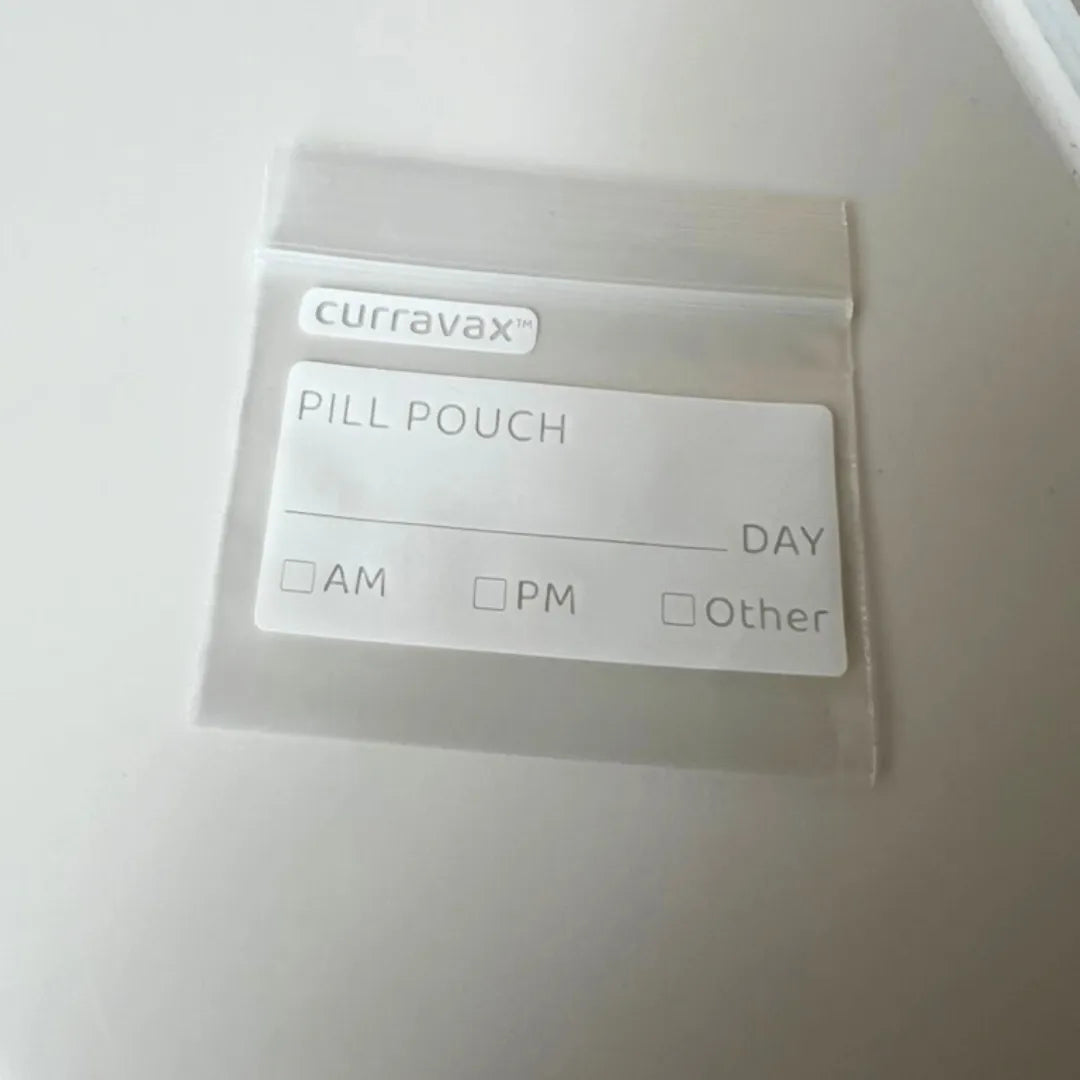 curravax™
PILL POUCH
DAY
AM PM Other